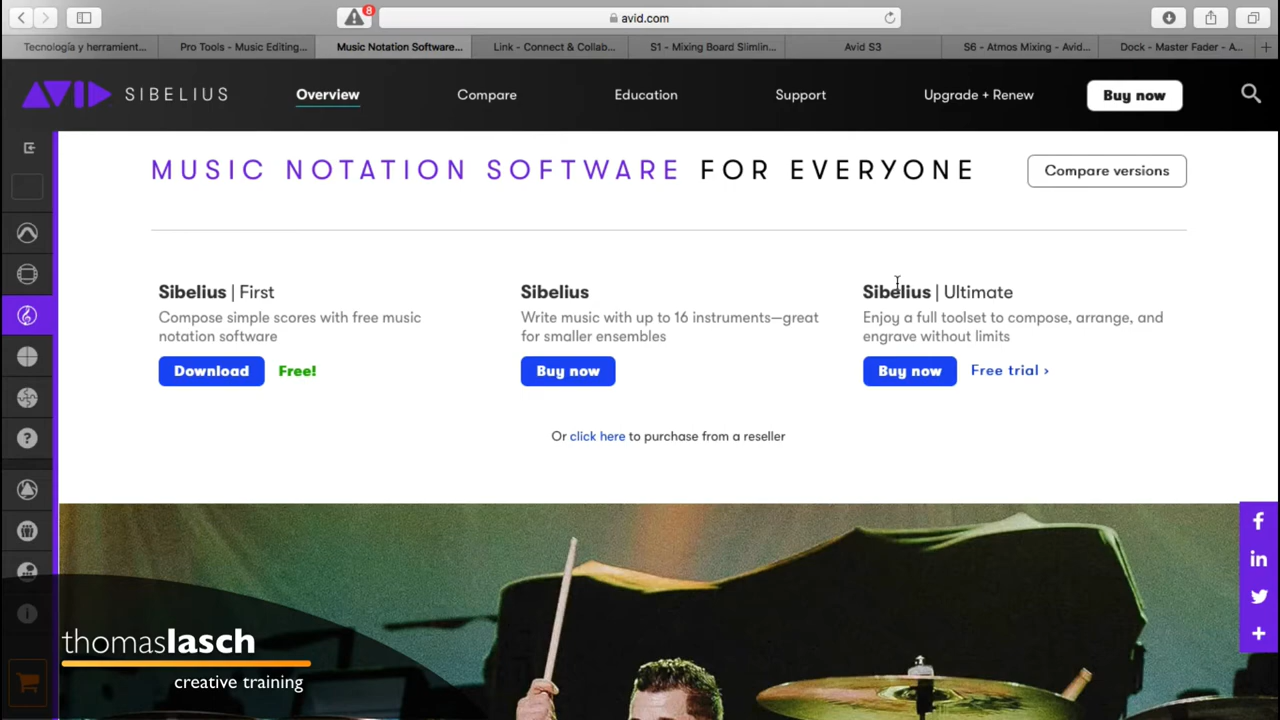 8
avid.com
Tecnología y herramient...
Pro Tools - Music Editing...
Music Notation Software...
Link - Connect & Collab...
S1 - Mixing Board Slimlin...
Avid S3
S6 - Atmos Mixing - Avid...
Dock - Master Fader - A...
AVID SIBELIUS
Overview
Compare
Education
Support
Upgrade + Renew
Buy now
MUSIC NOTATION SOFTWARE FOR EVERYONE
Compare versions
Sibelius | First
Compose simple scores with free music
notation software
Download Free!
Sibelius
Write music with up to 16 instruments—great
for smaller ensembles
Buy now
Sibelius | Ultimate
Enjoy a full toolset to compose, arrange, and
engrave without limits
Buy now Free trial ›
Or click here to purchase from a reseller
thomaslasch
creative training